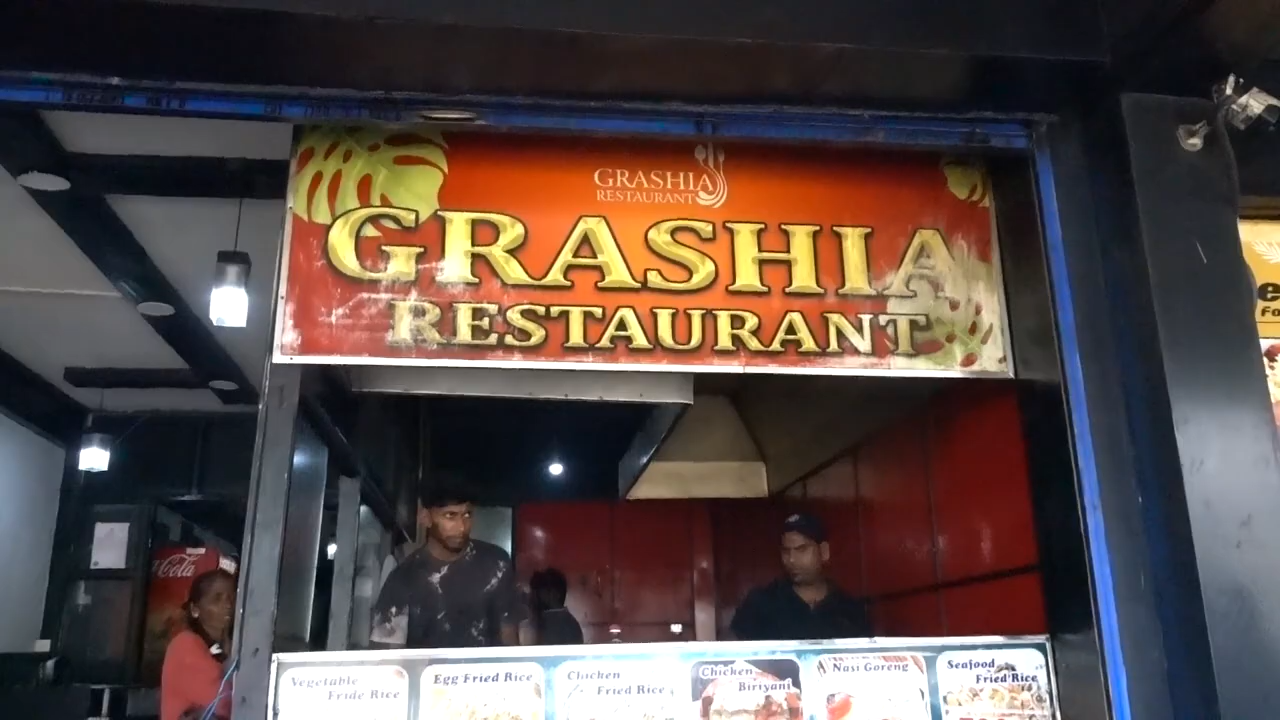 GRASHIA
RESTAURANT
GRASHIA
RESTAURANT
Coca-Cola
Vegetable
Fride Rice
Egg Fried Rice
Chicken
Fried Rice
Chicken
Biriyani
Nasi Goreng
Seafood
Fried Rice